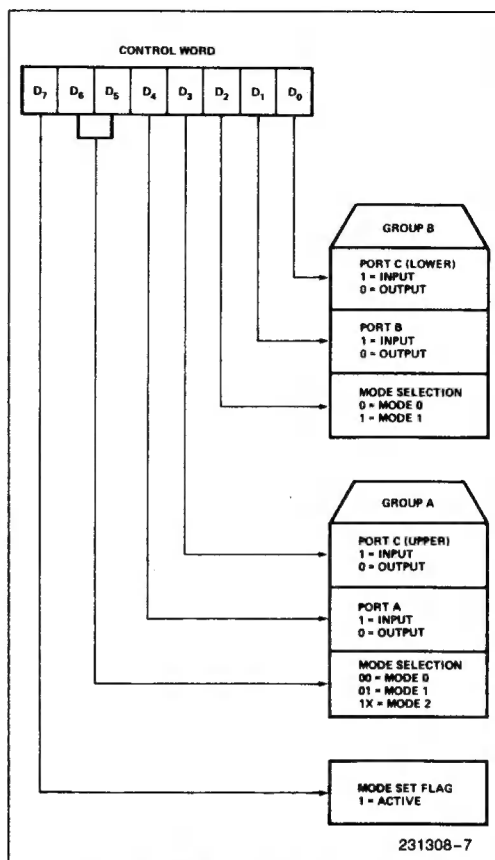 CONTROL WORD
D7 D6 D5 D4 D3 D2 D1 D0
GROUP B
PORT C (LOWER)
1 = INPUT
0 = OUTPUT
PORT B
1 = INPUT
0 = OUTPUT
MODE SELECTION
0 = MODE 0
1 = MODE 1
GROUP A
PORT C (UPPER)
1 = INPUT
0 = OUTPUT
PORT A
1 = INPUT
0 = OUTPUT
MODE SELECTION
00 = MODE 0
01 = MODE 1
1X = MODE 2
MODE SET FLAG
1 = ACTIVE
231308-7